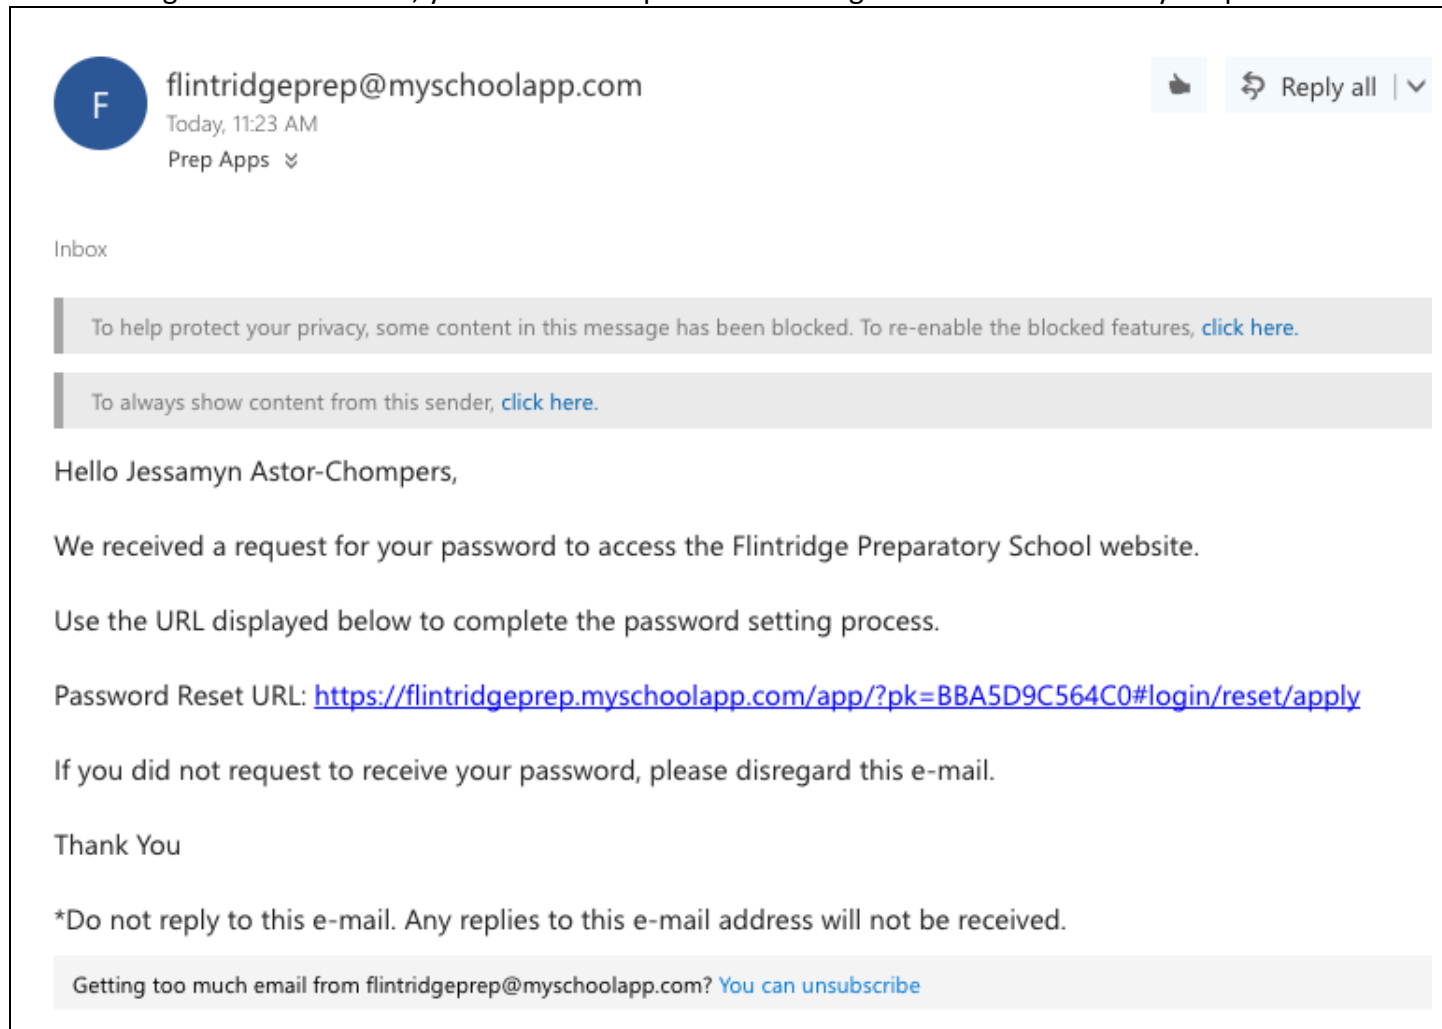 F
flintridgeprep@myschoolapp.com
Reply all
Today, 11:23 AM
Prep Apps
Inbox
To help protect your privacy, some content in this message has been blocked. To re-enable the blocked features, click here.
To always show content from this sender, click here.
Hello Jessamyn Astor-Chompers,
We received a request for your password to access the Flintridge Preparatory School website.
Use the URL displayed below to complete the password setting process.
Password Reset URL: https://flintridgeprep.myschoolapp.com/app/?pk=BBA5D9C564C0#login/reset/apply
If you did not request to receive your password, please disregard this e-mail.
Thank You
*Do not reply to this e-mail. Any replies to this e-mail address will not be received.
Getting too much email from flintridgeprep@myschoolapp.com? You can unsubscribe